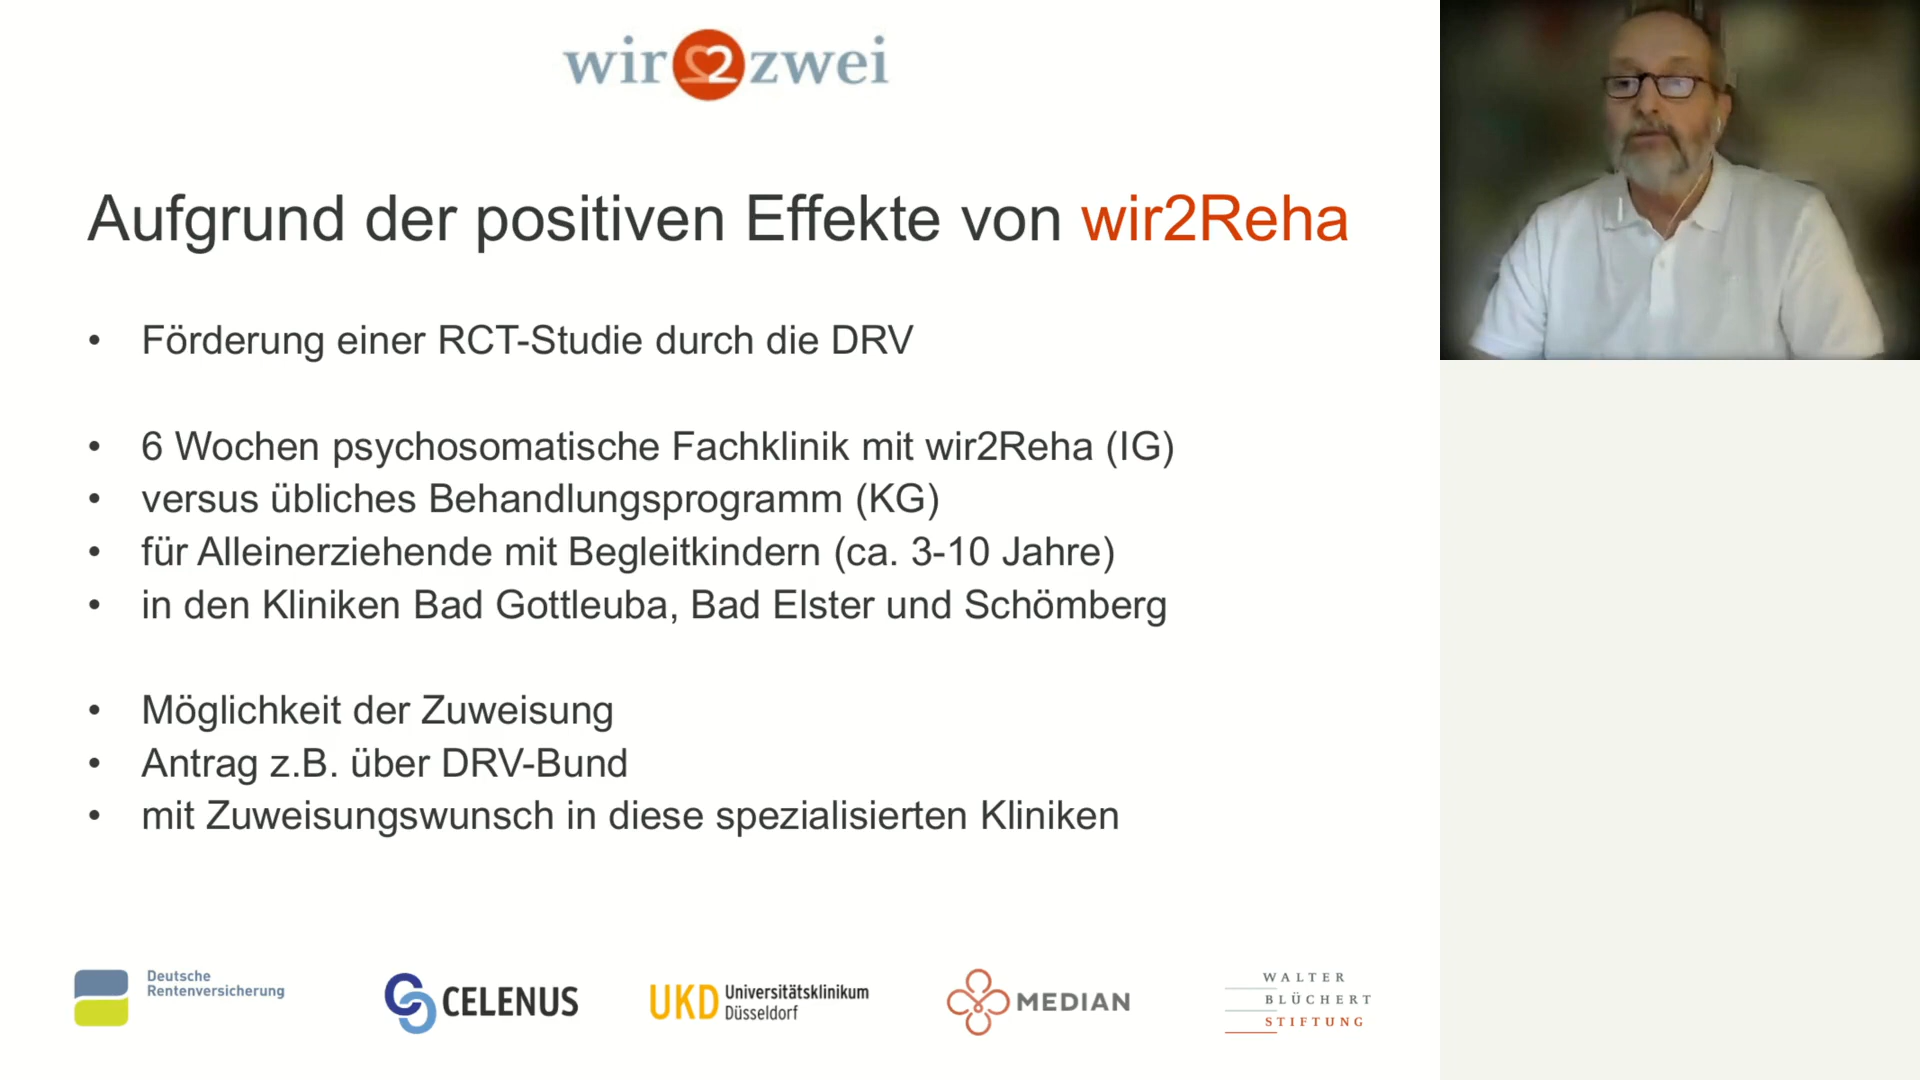 wir2zwei
Aufgrund der positiven Effekte von wir2Reha
• Förderung einer RCT-Studie durch die DRV
• 6 Wochen psychosomatische Fachklinik mit wir2Reha (IG)
• versus übliches Behandlungsprogramm (KG)
• für Alleinerziehende mit Begleitkindern (ca. 3-10 Jahre)
• in den Kliniken Bad Gottleuba, Bad Elster und Schömberg
• Möglichkeit der Zuweisung
• Antrag z.B. über DRV-Bund
• mit Zuweisungswunsch in diese spezialisierten Kliniken
Deutsche
Rentenversicherung
CELENUS
UKD Universitätsklinikum
Düsseldorf
MEDIAN
WALTER
BLÜCHERT
STIFTUNG